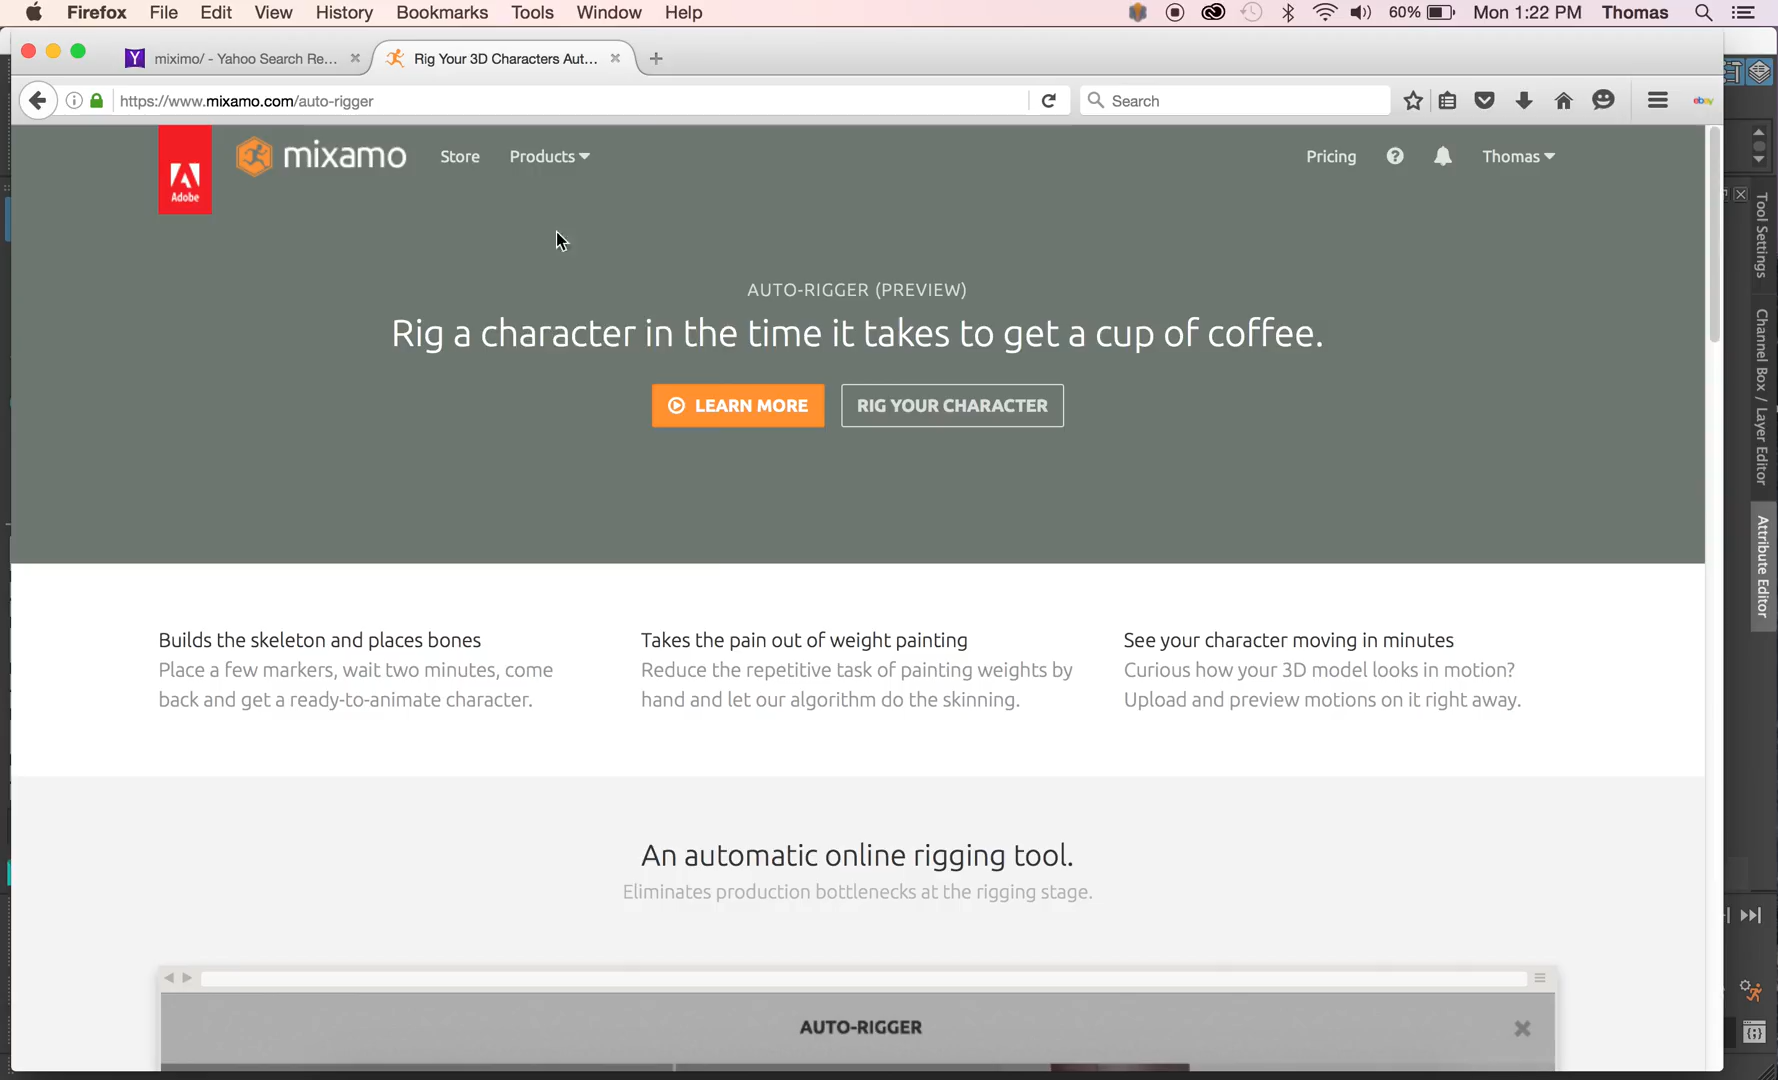 Firefox File Edit View History Bookmarks Tools Window Help 60% Mon 1:22 PM Thomas
miximo/ - Yahoo Search Re...
Rig Your 3D Characters Aut...
https://www.mixamo.com/auto-rigger
Search
ebay
Adobe
mixamo
Store
Products
Pricing
Thomas
AUTO-RIGGER (PREVIEW)
Rig a character in the time it takes to get a cup of coffee.
LEARN MORE
RIG YOUR CHARACTER
Builds the skeleton and places bones
Place a few markers, wait two minutes, come
back and get a ready-to-animate character.
Takes the pain out of weight painting
Reduce the repetitive task of painting weights by
hand and let our algorithm do the skinning.
See your character moving in minutes
Curious how your 3D model looks in motion?
Upload and preview motions on it right away.
An automatic online rigging tool.
Eliminates production bottlenecks at the rigging stage.
AUTO-RIGGER
Tool Settings
Channel Box / Layer Editor
Attribute Editor